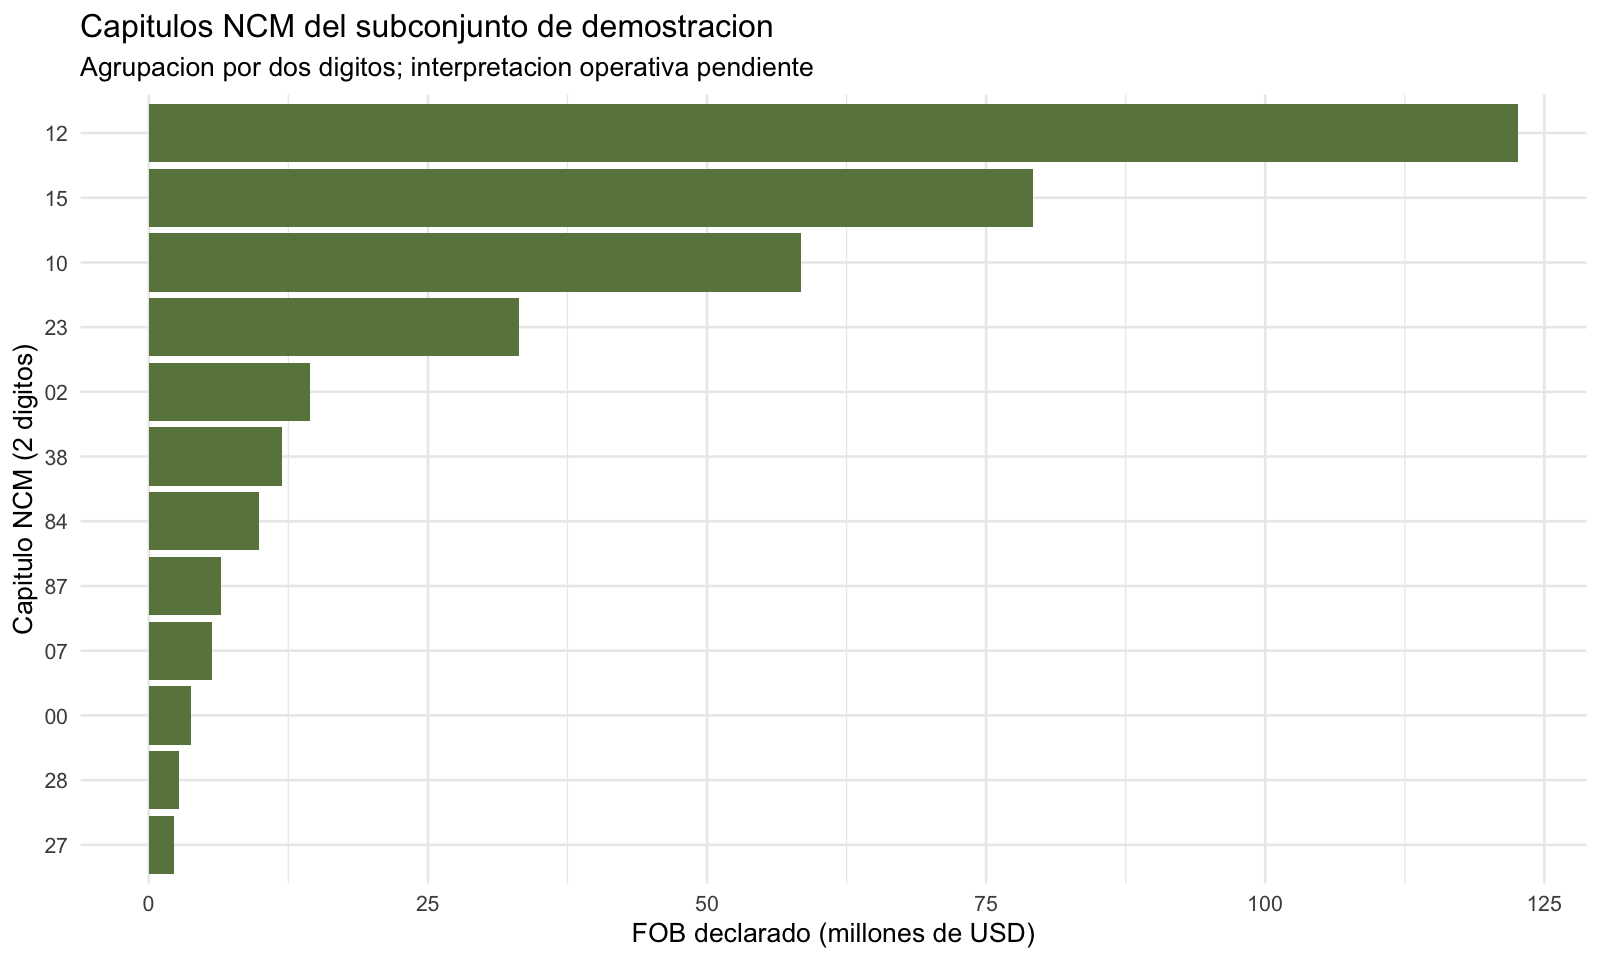 Capitulos NCM del subconjunto de demostracion
Agrupacion por dos digitos; interpretacion operativa pendiente
Capitulo NCM (2 digitos)
12
15
10
23
02
38
84
87
07
00
28
27
0 25 50 75 100 125
FOB declarado (millones de USD)